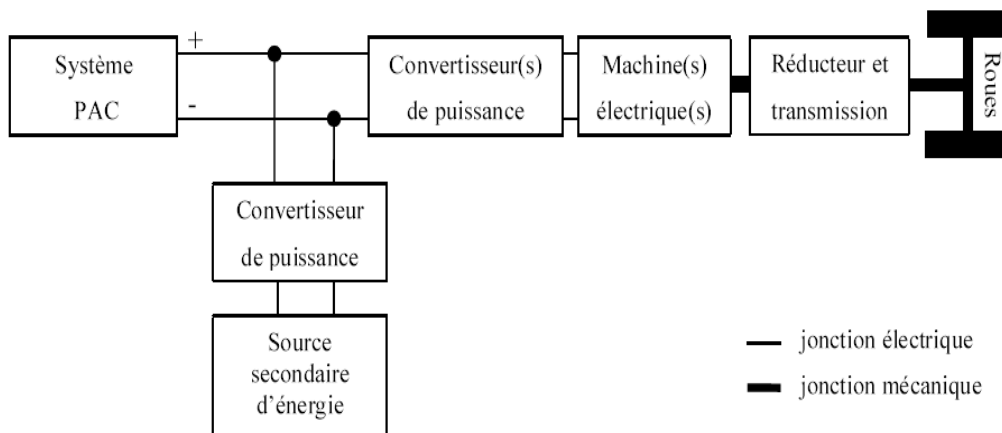 Système
PAC
+
-
Convertisseur(s)
de puissance
Machine(s)
électrique(s)
Réducteur et
transmission
Roues
Convertisseur
de puissance
Source
secondaire
d'énergie
jonction électrique
jonction mécanique